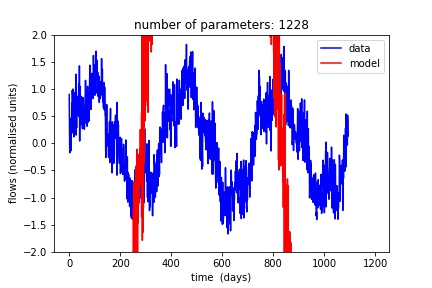 number of parameters: 1228
2.0
1.5
1.0
0.5
0.0
−0.5
−1.0
−1.5
−2.0
flows (normalised units)
data
model
0 200 400 600 800 1000 1200
time (days)